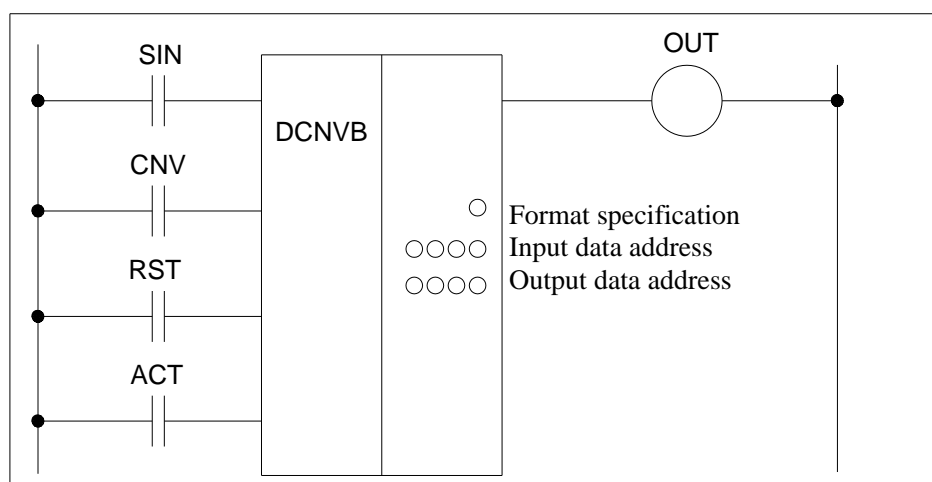 SIN
OUT
DCNVB
CNV
Format specification
Input data address
RST
Output data address
ACT